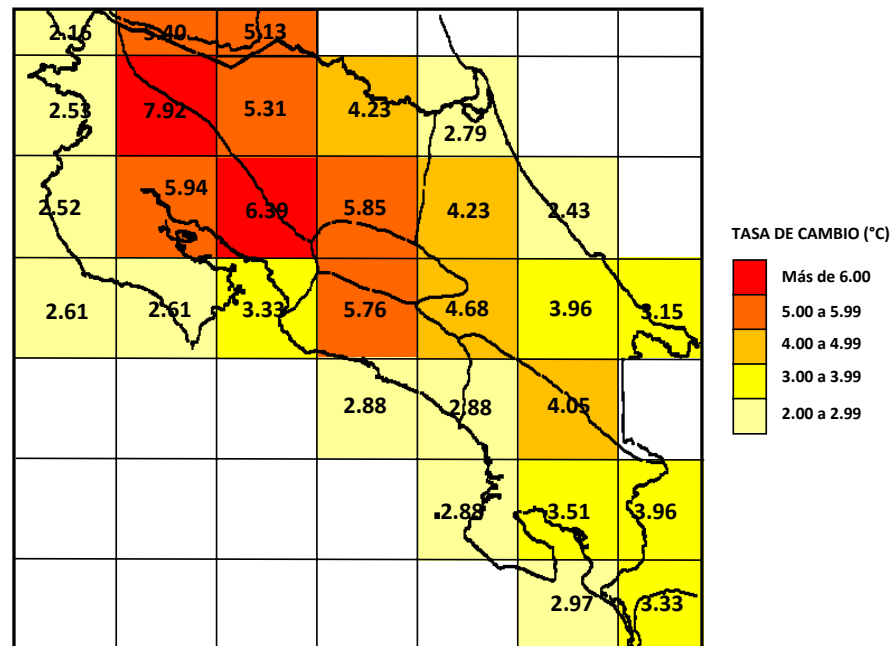 2.16 5.40 5.13
2.53 7.92 5.31 4.23 2.79
2.52 5.94 6.39 5.85 4.23 2.43
2.61 2.61 3.33 5.76 4.68 3.96 3.15
2.88 2.88 4.05
2.88 3.51 3.96
2.97 3.33
TASA DE CAMBIO (°C)
Más de 6.00
5.00 a 5.99
4.00 a 4.99
3.00 a 3.99
2.00 a 2.99